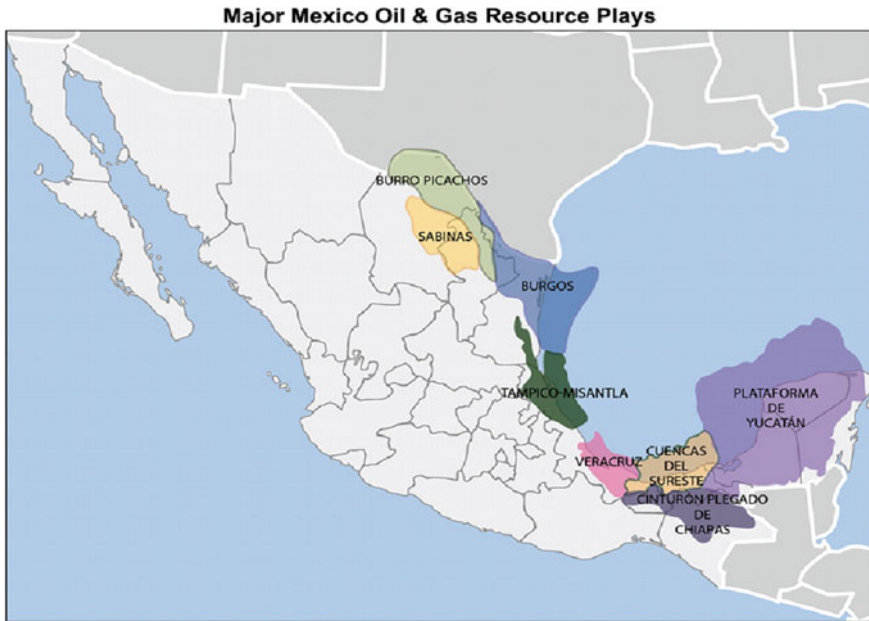 Major Mexico Oil & Gas Resource Plays
BURRO PICACHOS
SABINAS
BURGOS
TAMPICO-MISANTLA
PLATAFORMA
DE
YUCATÁN
VERACRUZ
CUENCAS
DEL
SURESTE
CINTURÓN PLEGADO
DE
CHIAPAS